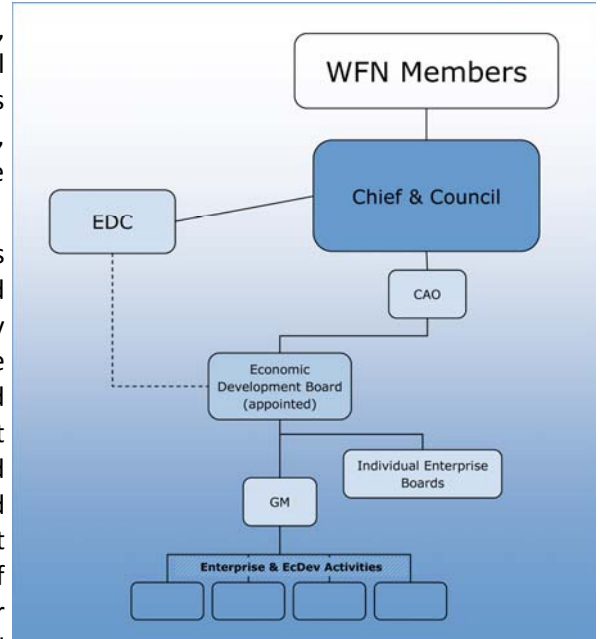 WFN Members
Chief & Council
EDC
CAO
Economic
Development Board
(appointed)
Individual Enterprise
Boards
GM
Enterprise & EcDev Activities